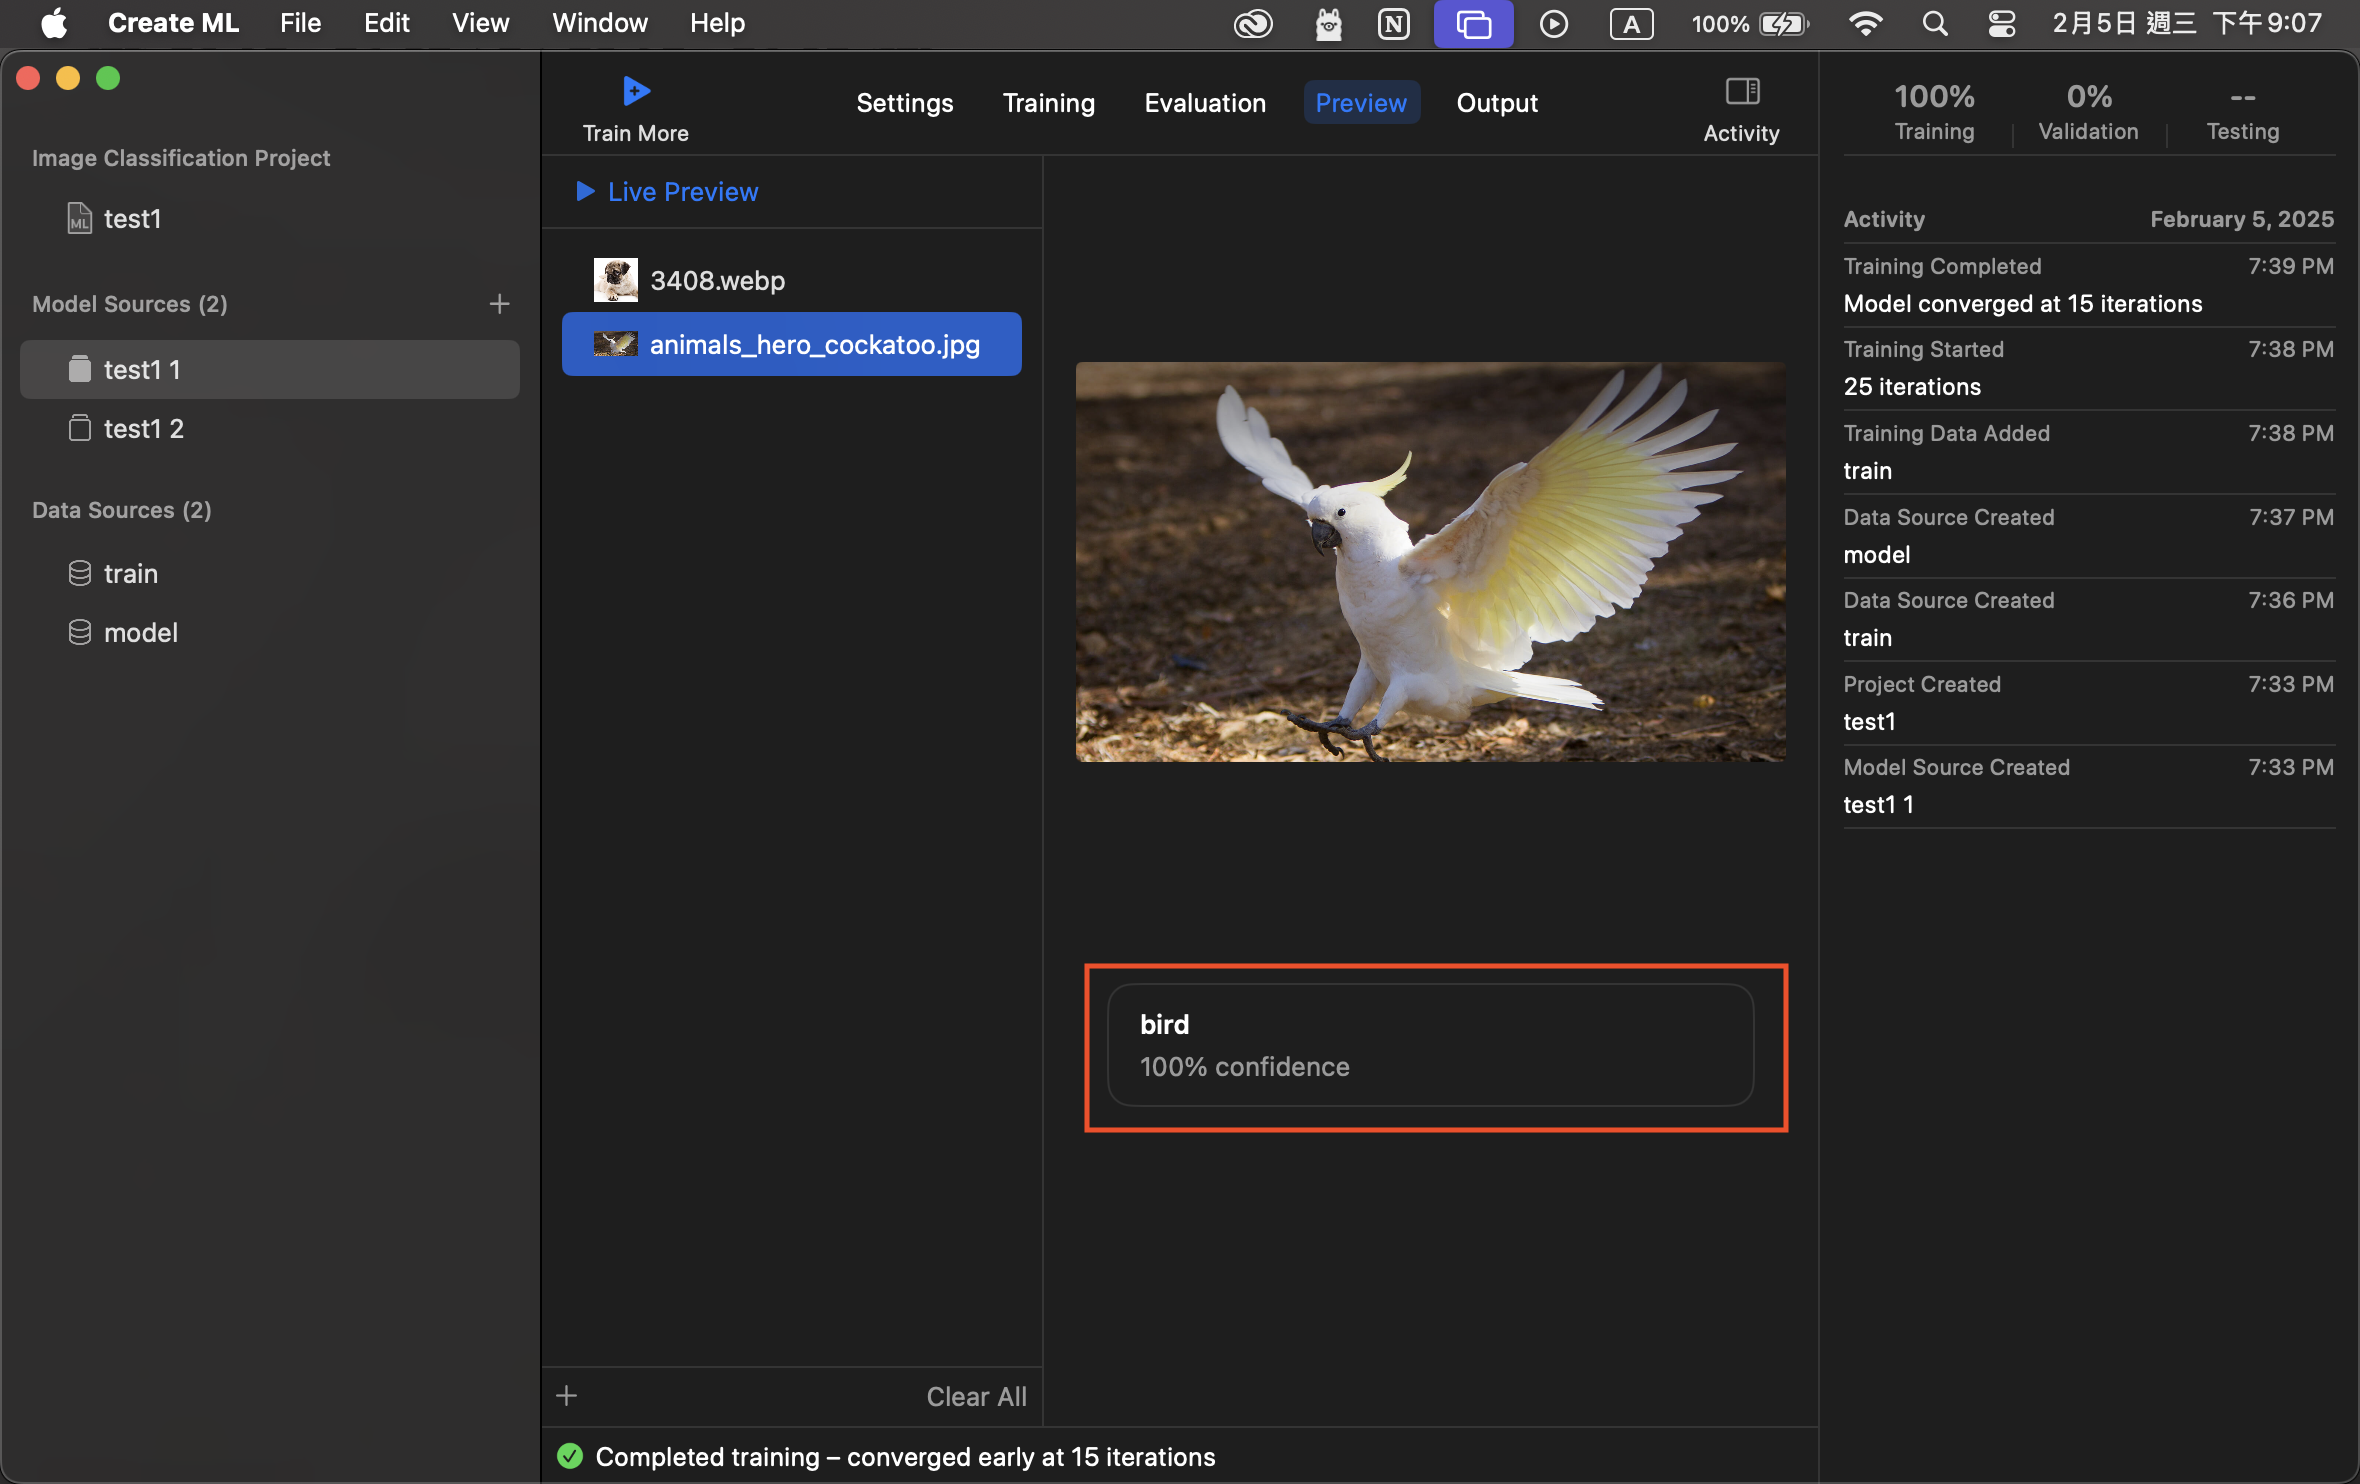 Create ML File Edit View Window Help
N A 100% 2月5日 週三 下午9:07
Image Classification Project
ML test1
Model Sources (2) +
test1 1
test1 2
Data Sources (2)
train
model
Train More
Settings Training Evaluation Preview Output
Activity
Live Preview
3408.webp
animals_hero_cockatoo.jpg
bird
100% confidence
+ Clear All
Completed training – converged early at 15 iterations
100% 0% --
Training Validation Testing
Activity February 5, 2025
Training Completed 7:39 PM
Model converged at 15 iterations
Training Started 7:38 PM
25 iterations
Training Data Added 7:38 PM
train
Data Source Created 7:37 PM
model
Data Source Created 7:36 PM
train
Project Created 7:33 PM
test1
Model Source Created 7:33 PM
test1 1